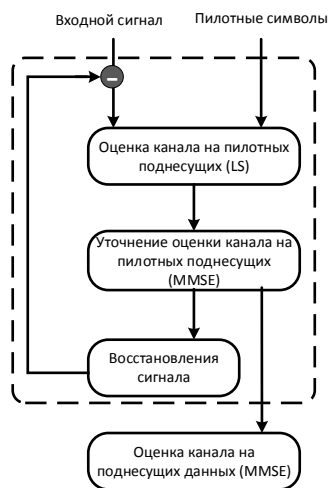 Входной сигнал
Пилотные символы
–
Оценка канала на пилотных
поднесущих (LS)
Уточнение оценки канала на
пилотных поднесущих
(MMSE)
Восстановления
сигнала
Оценка канала на
поднесущих данных (MMSE)